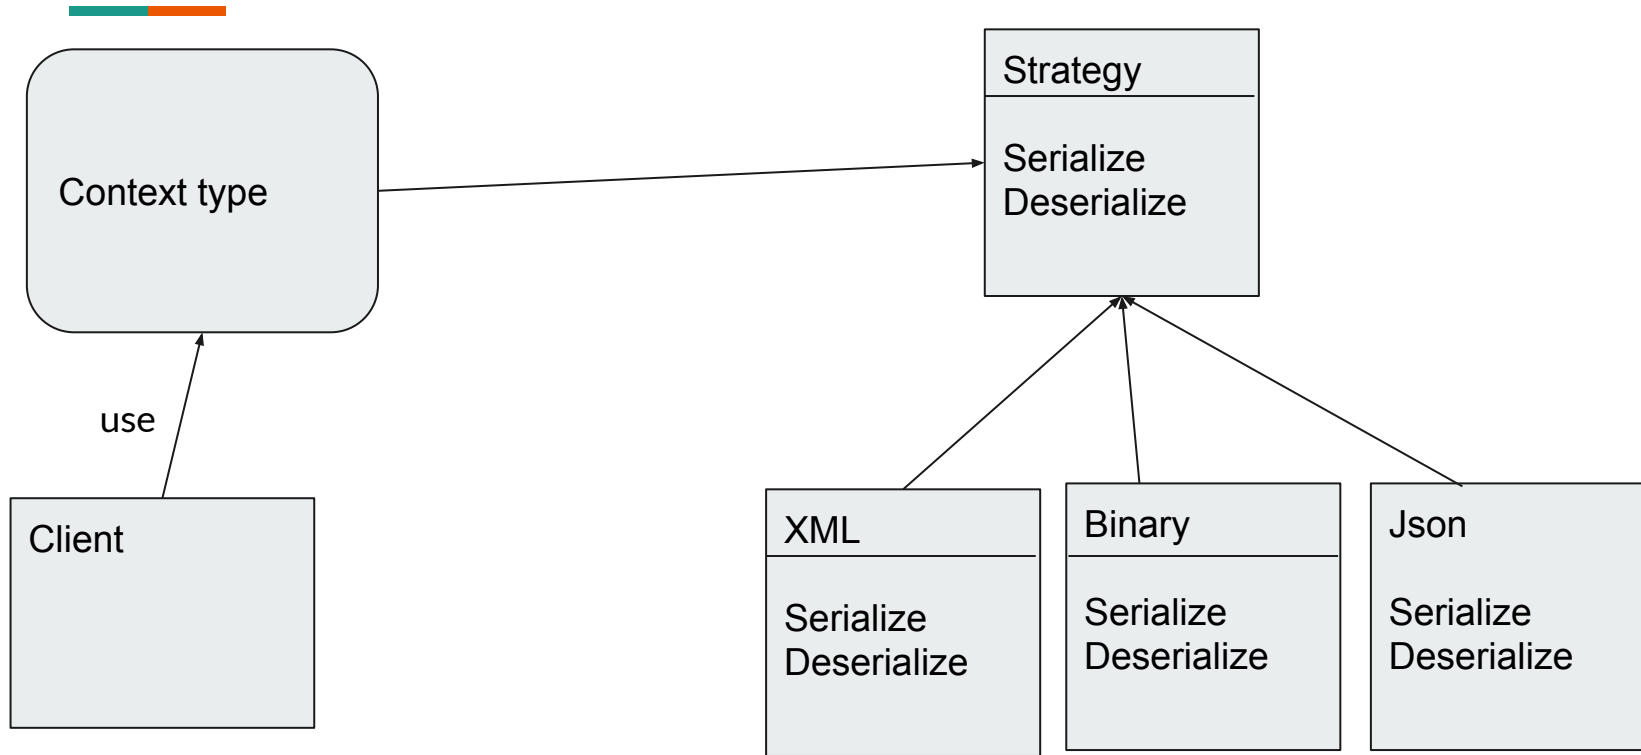 Context type
Strategy
Serialize
Deserialize
use
Client
XML
Serialize
Deserialize
Binary
Serialize
Deserialize
Json
Serialize
Deserialize